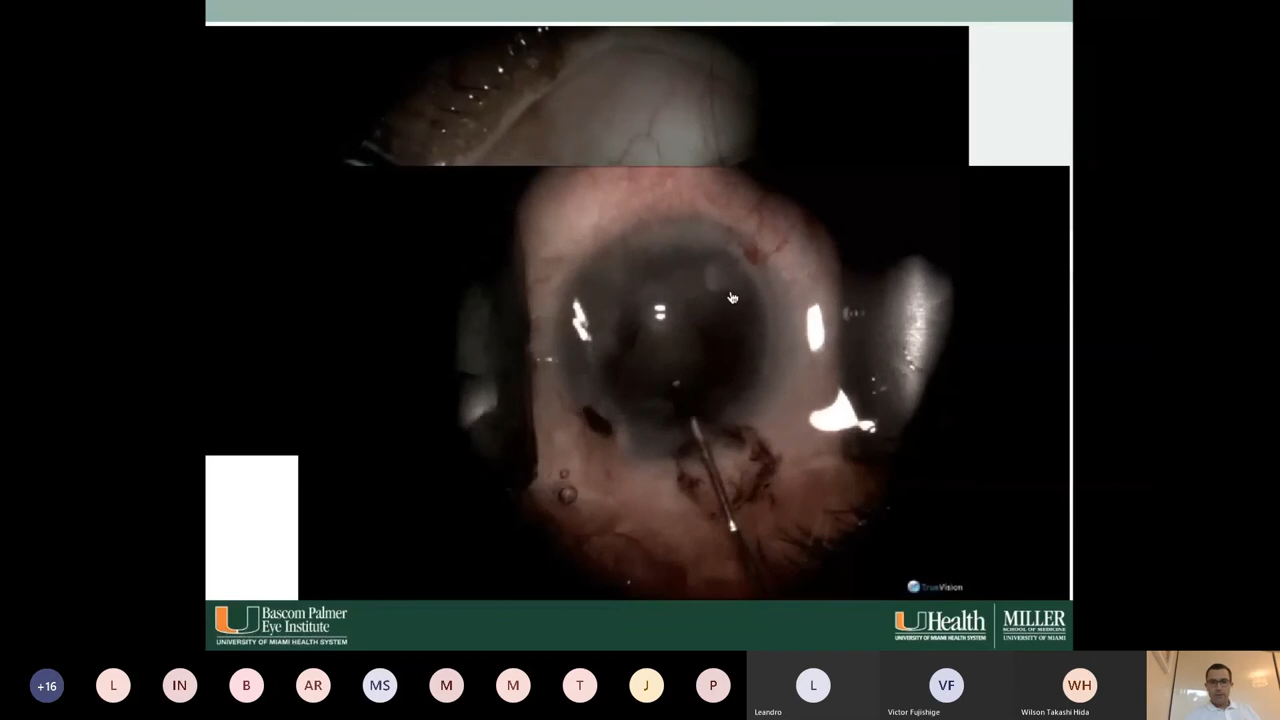 TrueVision
Bascom Palmer
Eye Institute
UNIVERSITY OF MIAMI HEALTH SYSTEM
UHealth
UNIVERSITY OF MIAMI HEALTH SYSTEM
MILLER
SCHOOL OF MEDICINE
UNIVERSITY OF MIAMI
+16
L
IN
B
AR
MS
M
M
T
J
P
L
VF
WH
Leandro
Victor Fujishige
Wilson Takashi Hida